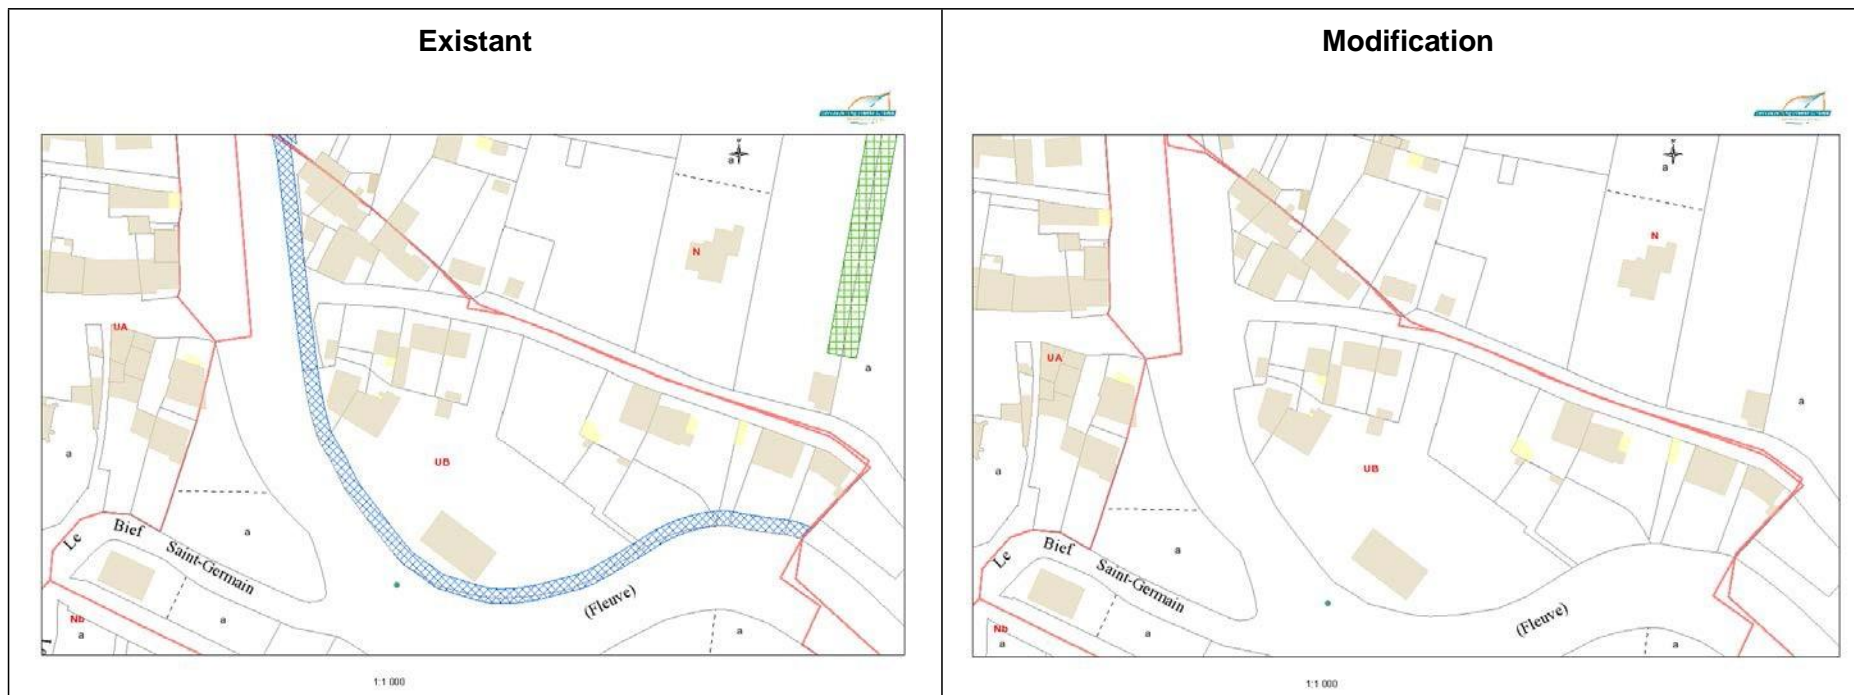 Existant
Modification
a
N
UA
a
a
UB
a
Le Bief Saint-Germain
(Fleuve)
Nb
a
a
a
1:1 000
a
N
UA
a
a
UB
a
Le Bief Saint-Germain
(Fleuve)
Nb
a
a
a
1:1 000